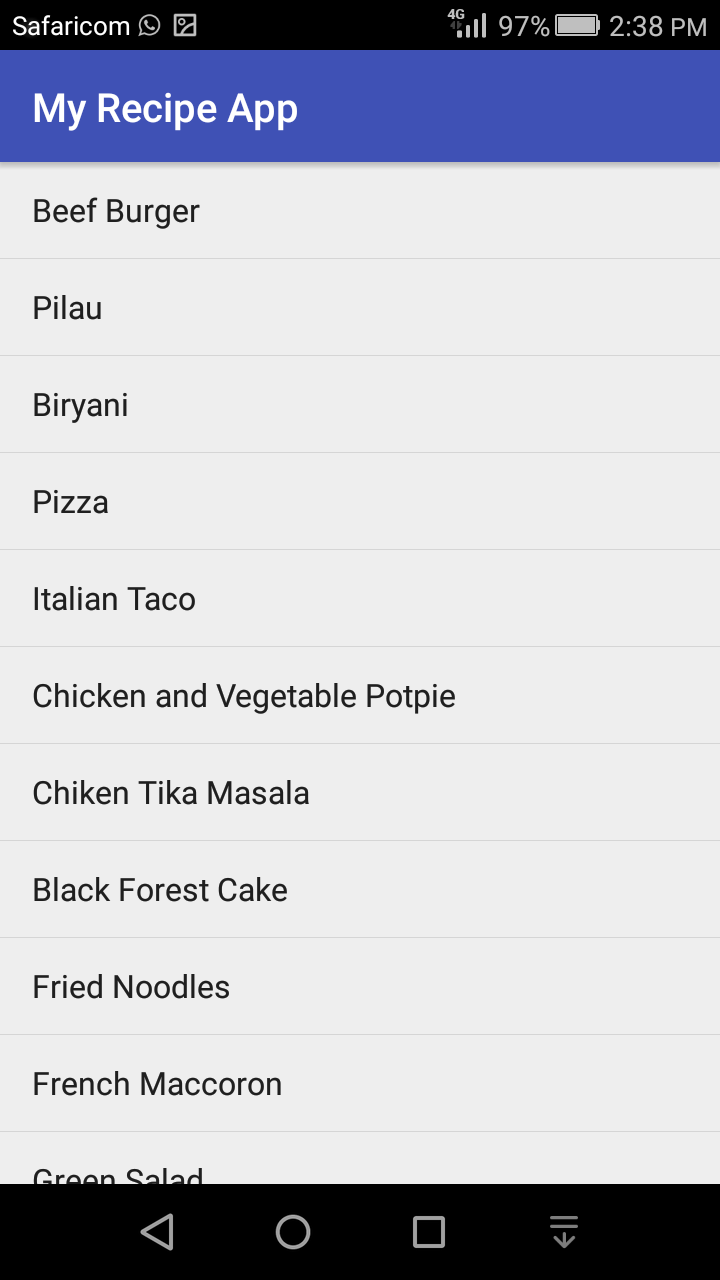 Safaricom 4G 97% 2:38 PM
My Recipe App
Beef Burger
Pilau
Biryani
Pizza
Italian Taco
Chicken and Vegetable Potpie
Chiken Tika Masala
Black Forest Cake
Fried Noodles
French Maccoron
Green Salad